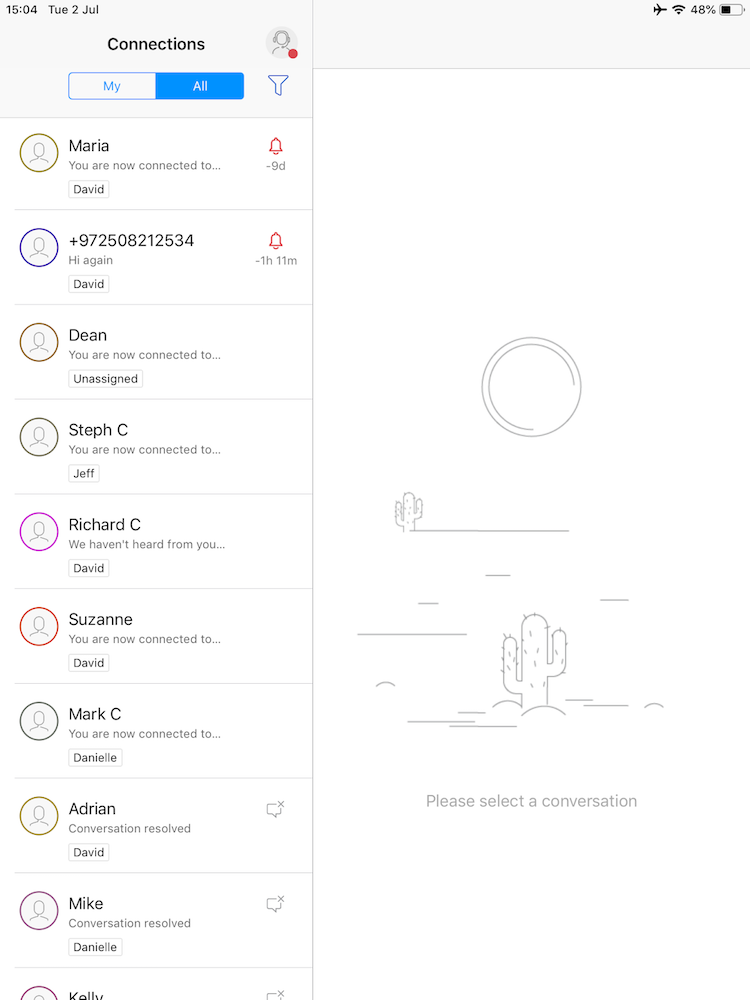 15:04 Tue 2 Jul 48%
Connections
My All
Maria
You are now connected to...
-9d
David
+972508212534
Hi again
-1h 11m
David
Dean
You are now connected to...
Unassigned
Steph C
You are now connected to...
Jeff
Richard C
We haven't heard from you...
David
Suzanne
You are now connected to...
David
Mark C
You are now connected to...
Danielle
Adrian
Conversation resolved
David
Mike
Conversation resolved
Danielle
Kelly
Please select a conversation